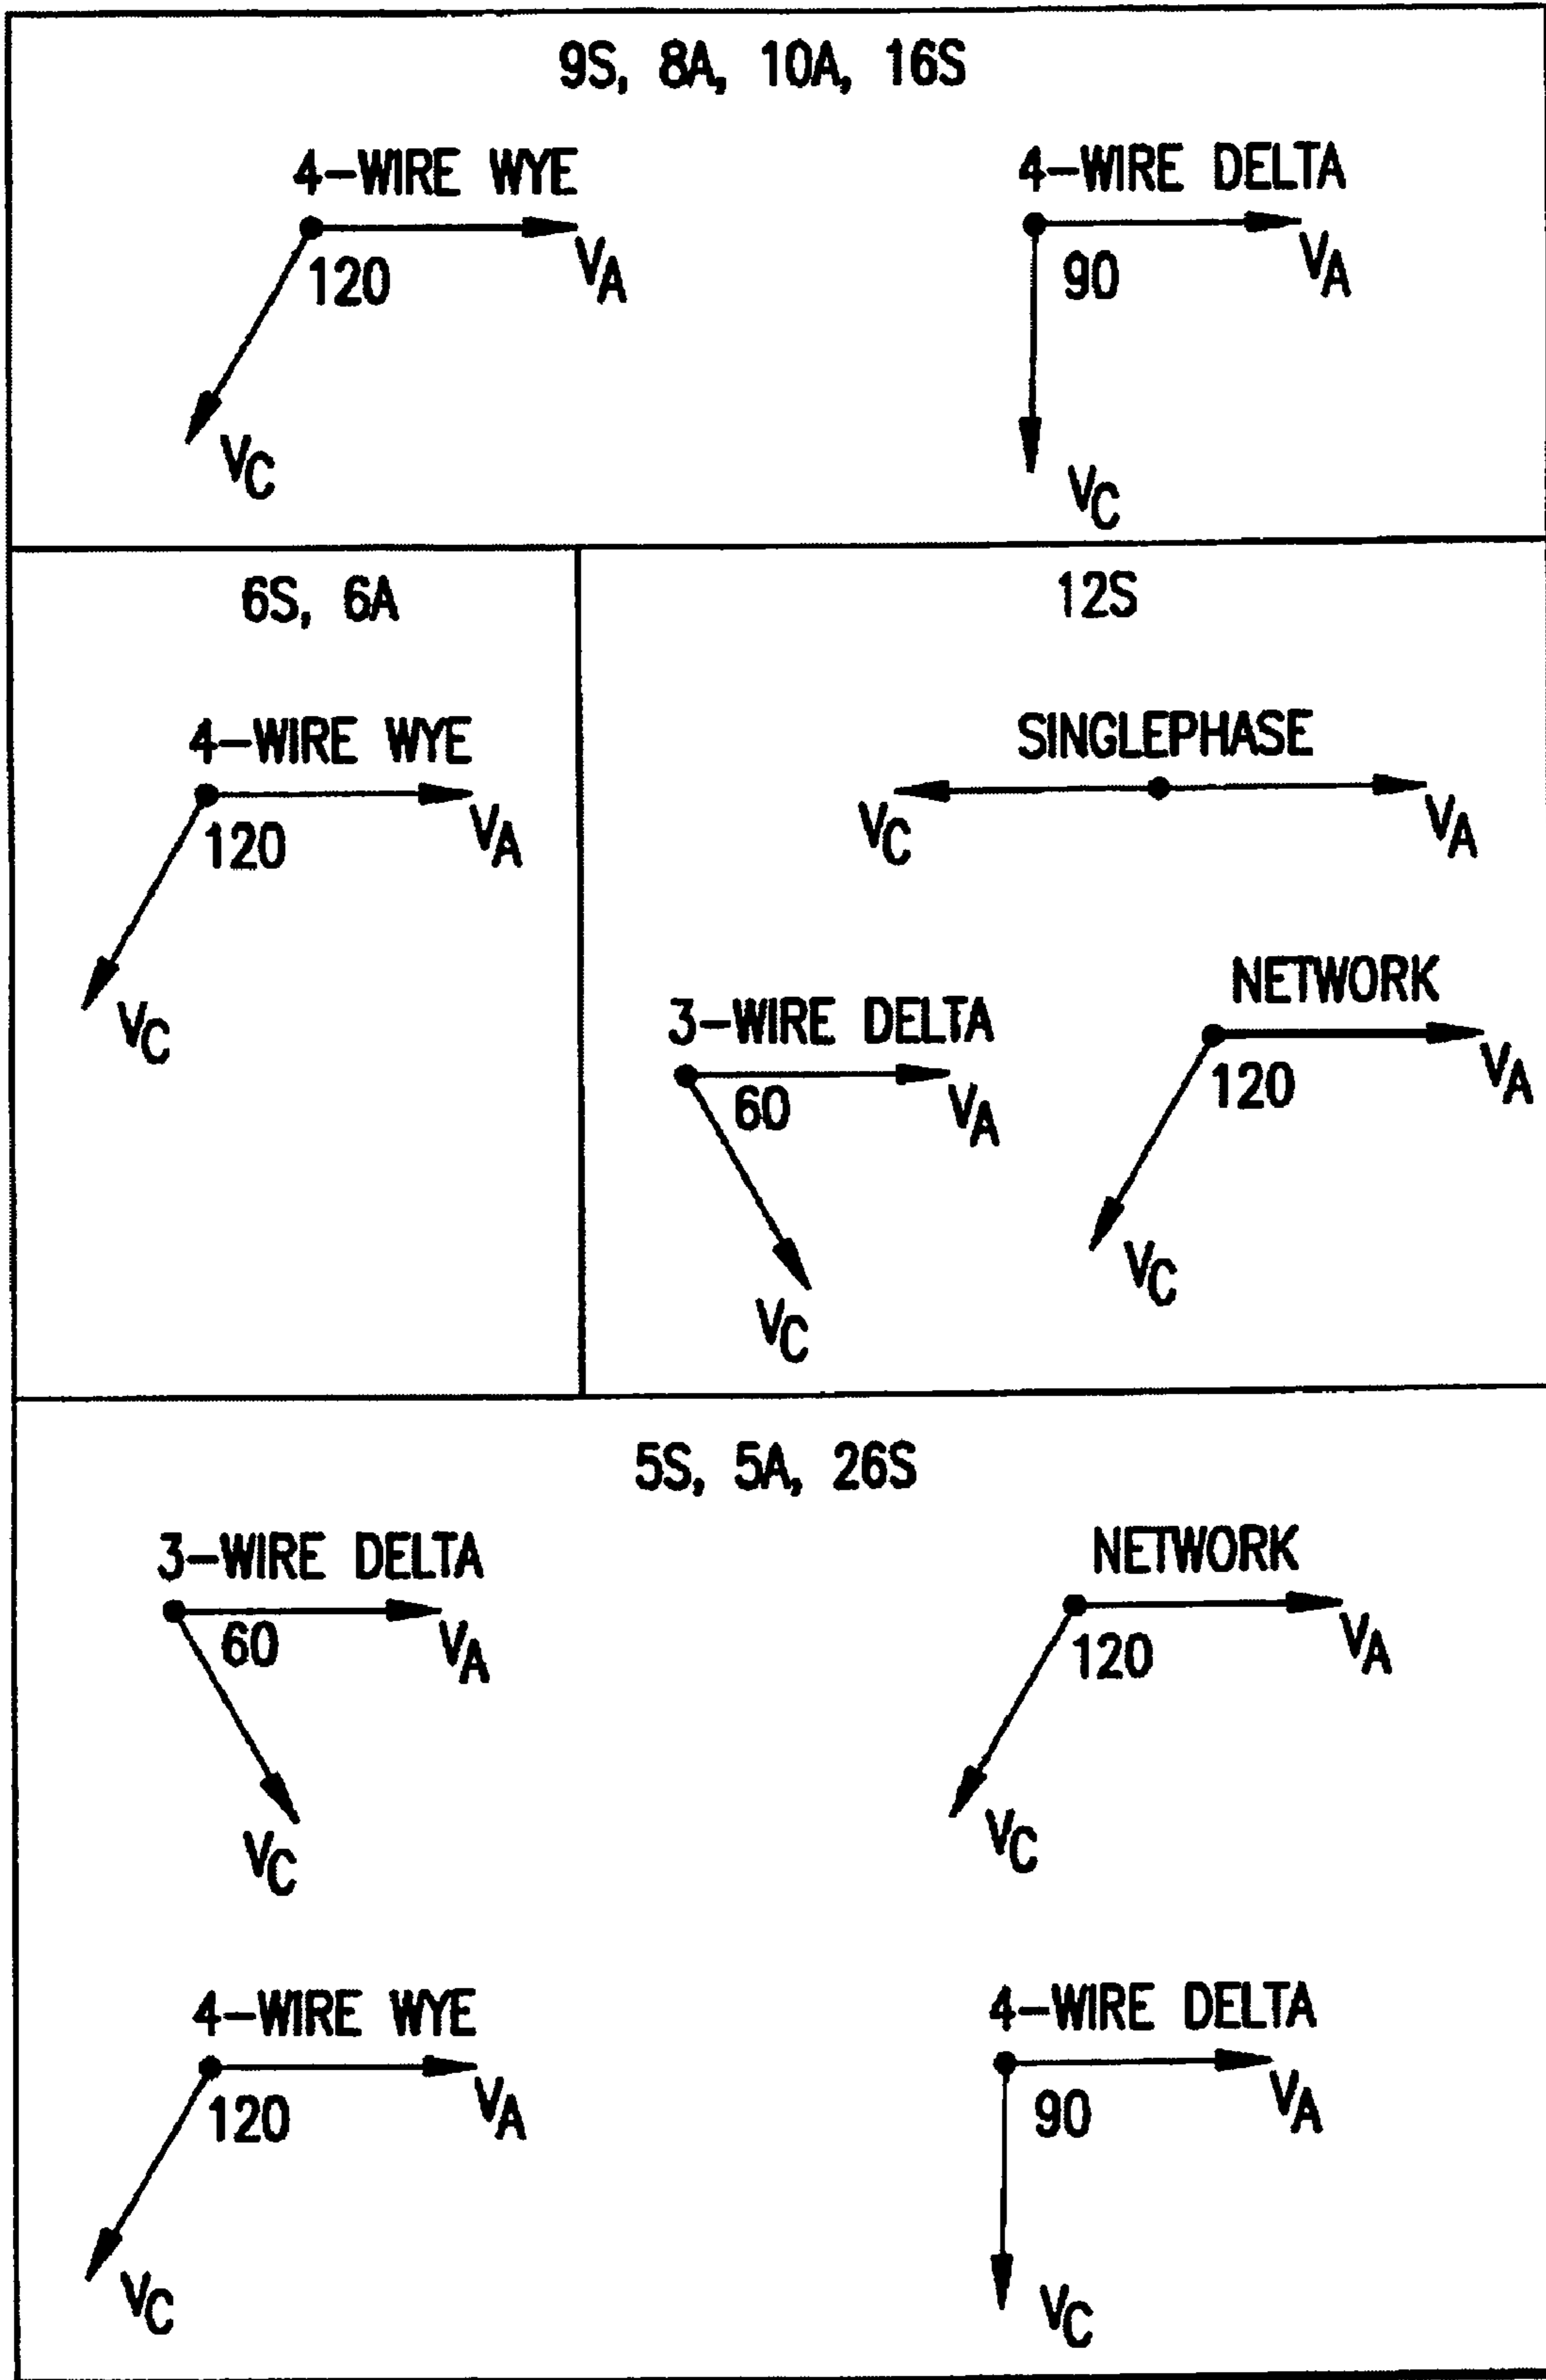 9S, 8A, 10A, 16S
4-WIRE WYE
120
VA
VC
4-WIRE DELTA
90
VA
VC
6S, 6A
4-WIRE WYE
120
VA
VC
12S
SINGLEPHASE
VC
VA
3-WIRE DELTA
60
VA
VC
NETWORK
120
VA
VC
5S, 5A, 26S
3-WIRE DELTA
60
VA
VC
NETWORK
120
VA
VC
4-WIRE WYE
120
VA
VC
4-WIRE DELTA
90
VA
VC